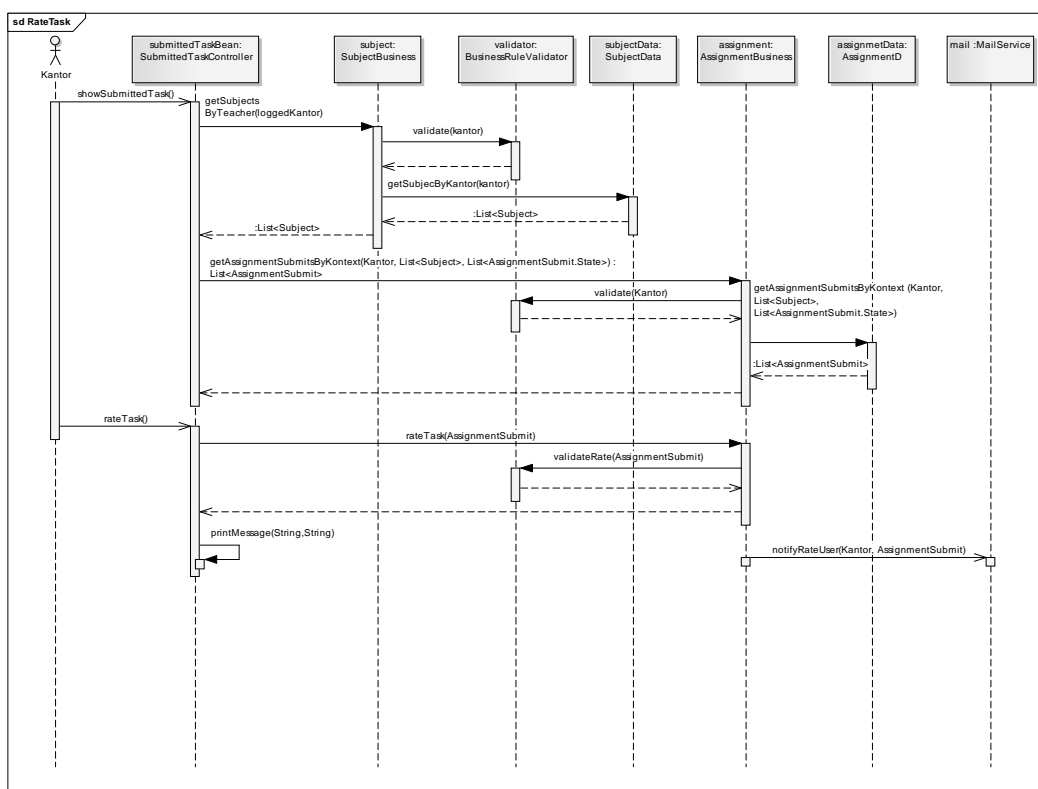 sd RateTask
Kantor
submittedTaskBean:
SubmittedTaskController
subject:
SubjectBusiness
validator:
BusinessRuleValidator
subjectData:
SubjectData
assignment:
AssignmentBusiness
assignmetData:
AssignmentD
mail :MailService
showSubmittedTask()
getSubjects
ByTeacher(loggedKantor)
validate(kantor)
getSubjecByKantor(kantor)
:List<Subject>
:List<Subject>
getAssignmentSubmitsByKontext(Kantor, List<Subject>, List<AssignmentSubmit.State>) :
List<AssignmentSubmit>
validate(Kantor)
getAssignmentSubmitsByKontext (Kantor,
List<Subject>,
List<AssignmentSubmit.State>)
:List<AssignmentSubmit>
rateTask()
rateTask(AssignmentSubmit)
validateRate(AssignmentSubmit)
printMessage(String,String)
notifyRateUser(Kantor, AssignmentSubmit)